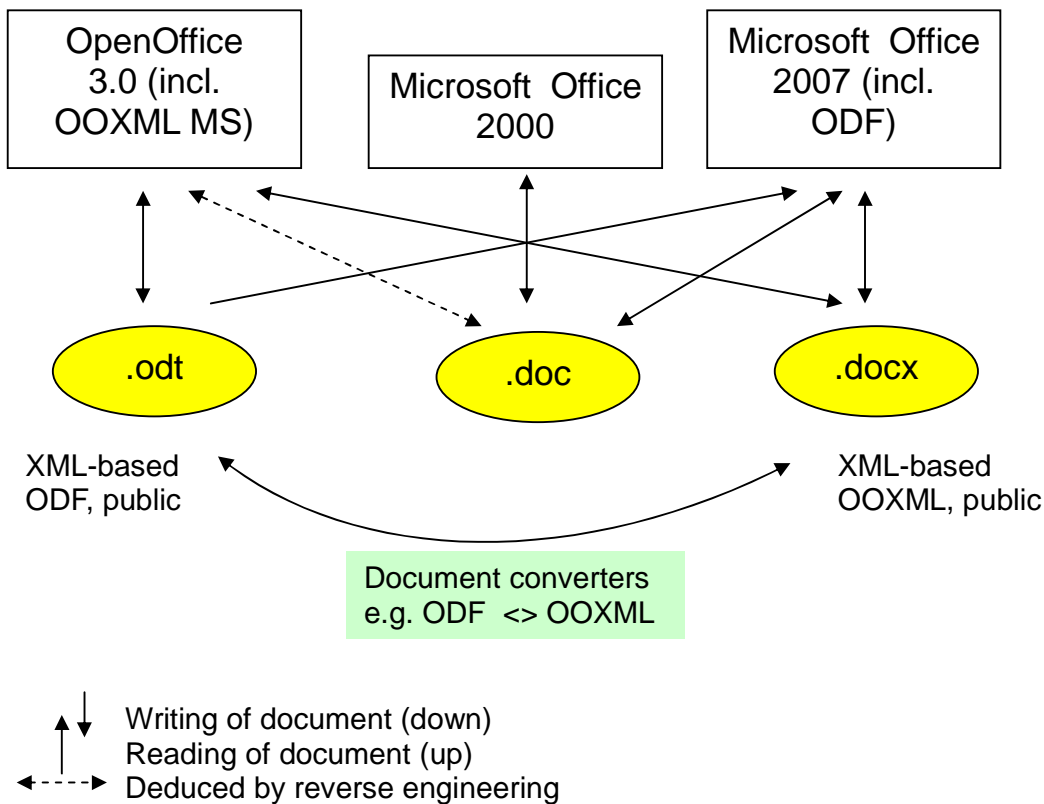 OpenOffice
3.0 (incl.
OOXML MS)
Microsoft Office
2000
Microsoft Office
2007 (incl.
ODF)
.odt
.doc
.docx
XML-based
ODF, public
XML-based
OOXML, public
Document converters
e.g. ODF <> OOXML
Writing of document (down)
Reading of document (up)
Deduced by reverse engineering